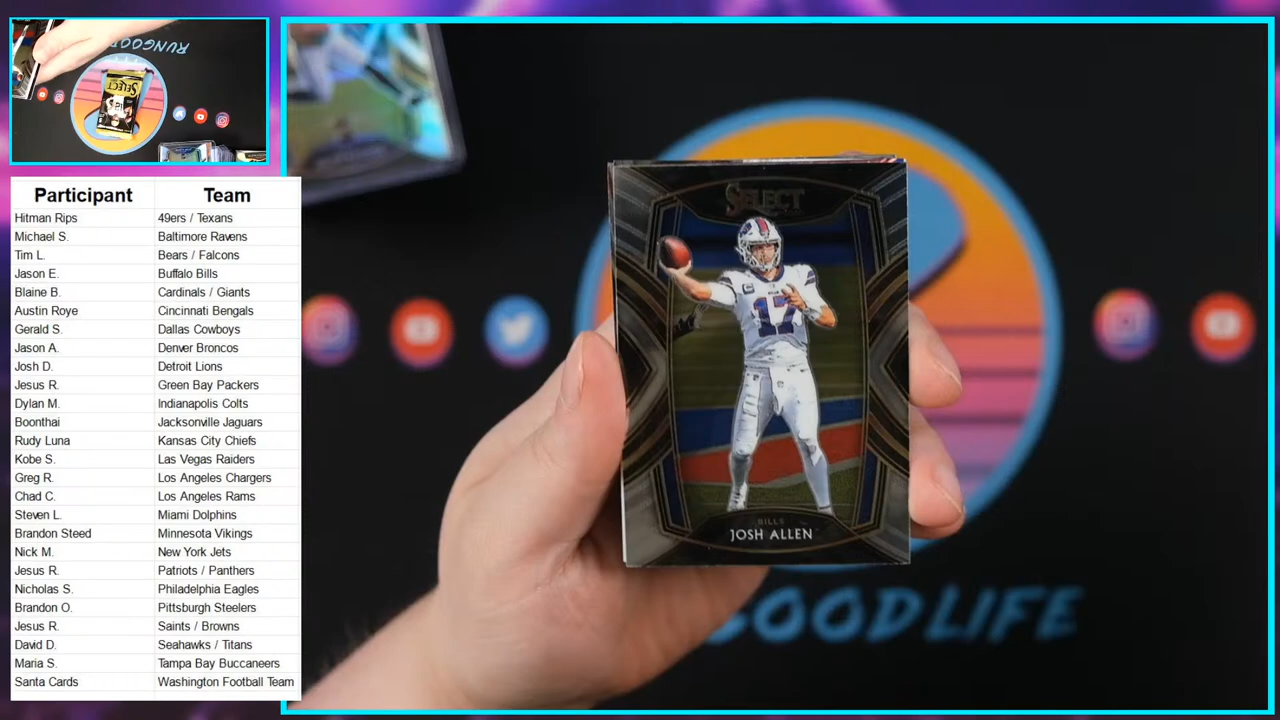 RUNGOODLIFE
SELECT
Participant Team
Hitman Rips 49ers / Texans
Michael S. Baltimore Ravens
Tim L. Bears / Falcons
Jason E. Buffalo Bills
Blaine B. Cardinals / Giants
Austin Roye Cincinnati Bengals
Gerald S. Dallas Cowboys
Jason A. Denver Broncos
Josh D. Detroit Lions
Jesus R. Green Bay Packers
Dylan M. Indianapolis Colts
Boonthai Jacksonville Jaguars
Rudy Luna Kansas City Chiefs
Kobe S. Las Vegas Raiders
Greg R. Los Angeles Chargers
Chad C. Los Angeles Rams
Steven L. Miami Dolphins
Brandon Steed Minnesota Vikings
Nick M. New York Jets
Jesus R. Patriots / Panthers
Nicholas S. Philadelphia Eagles
Brandon O. Pittsburgh Steelers
Jesus R. Saints / Browns
David D. Seahawks / Titans
Maria S. Tampa Bay Buccaneers
Santa Cards Washington Football Team
SELECT
17
BILLS
JOSH ALLEN
GOODLIFE